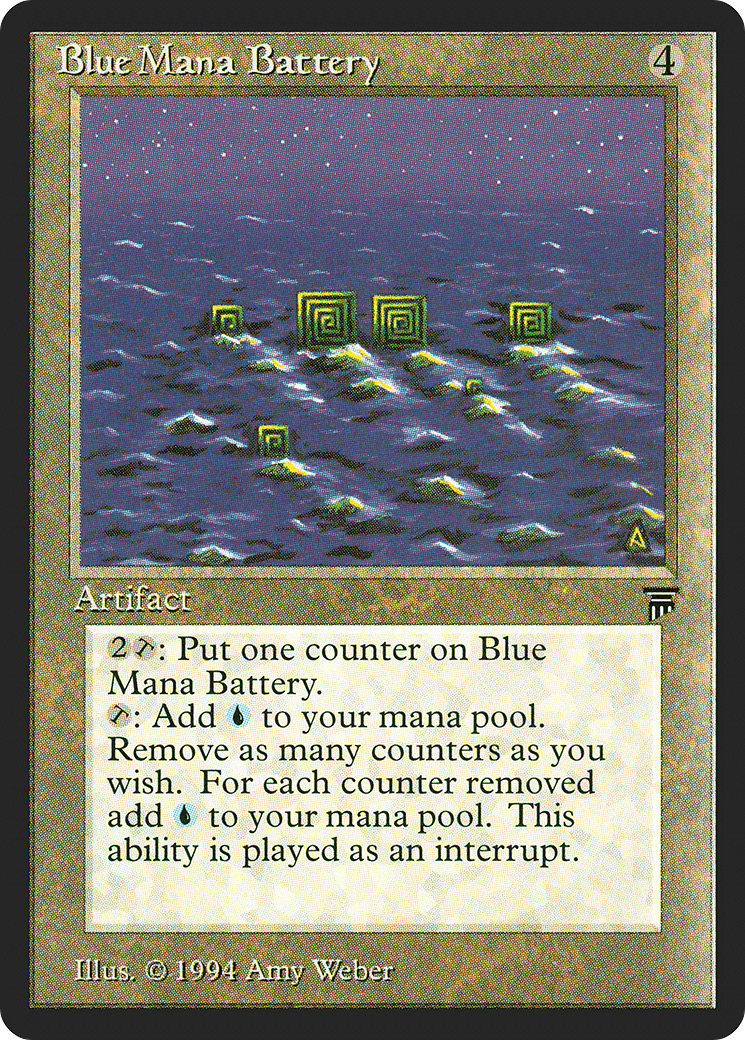 Blue Mana Battery 4
Artifact
2 T: Put one counter on Blue
Mana Battery.
T: Add to your mana pool.
Remove as many counters as you
wish. For each counter removed
add to your mana pool. This
ability is played as an interrupt.
Illus. © 1994 Amy Weber